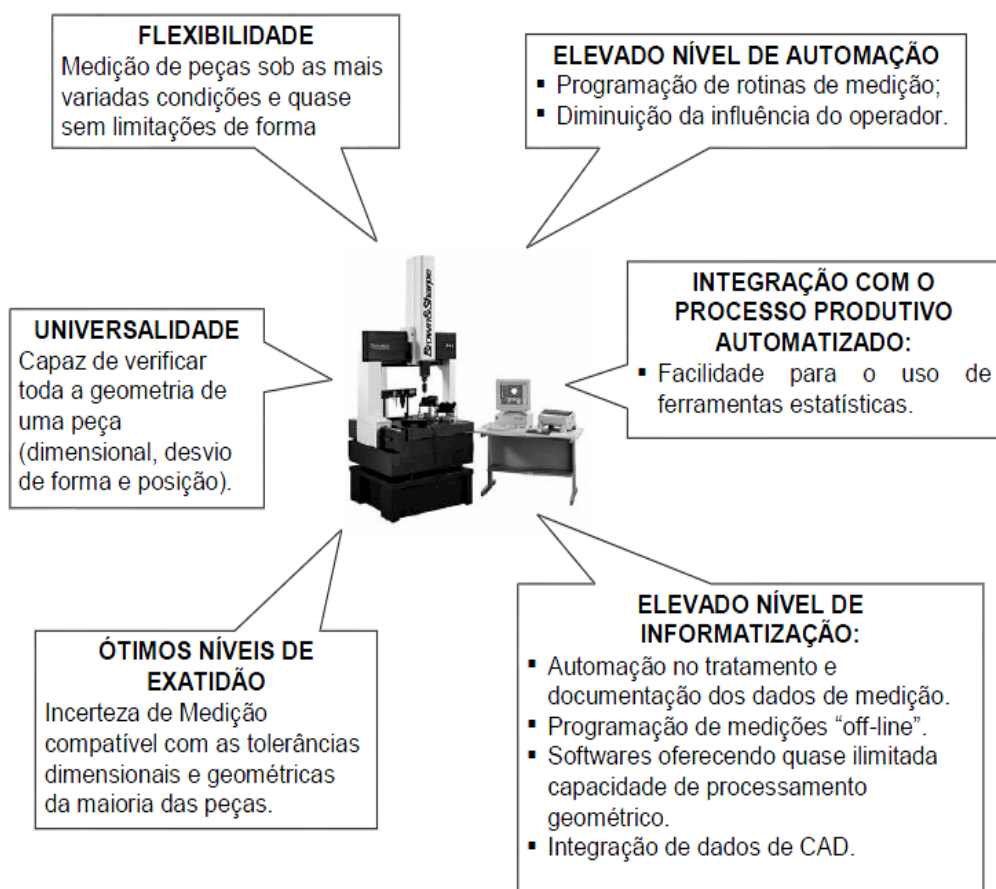 FLEXIBILIDADE
Medição de peças sob as mais
variadas condições e quase
sem limitações de forma
ELEVADO NÍVEL DE AUTOMAÇÃO
▪ Programação de rotinas de medição;
▪ Diminuição da influência do operador.
UNIVERSALIDADE
Capaz de verificar
toda a geometria de
uma peça
(dimensional, desvio
de forma e posição).
Brown&Sharpe
INTEGRAÇÃO COM O
PROCESSO PRODUTIVO
AUTOMATIZADO:
▪ Facilidade para o uso de
ferramentas estatísticas.
ÓTIMOS NÍVEIS DE
EXATIDÃO
Incerteza de Medição
compatível com as tolerâncias
dimensionais e geométricas
da maioria das peças.
ELEVADO NÍVEL DE
INFORMATIZAÇÃO:
▪ Automação no tratamento e
documentação dos dados de medição.
▪ Programação de medições “off-line”.
▪ Softwares oferecendo quase ilimitada
capacidade de processamento
geométrico.
▪ Integração de dados de CAD.